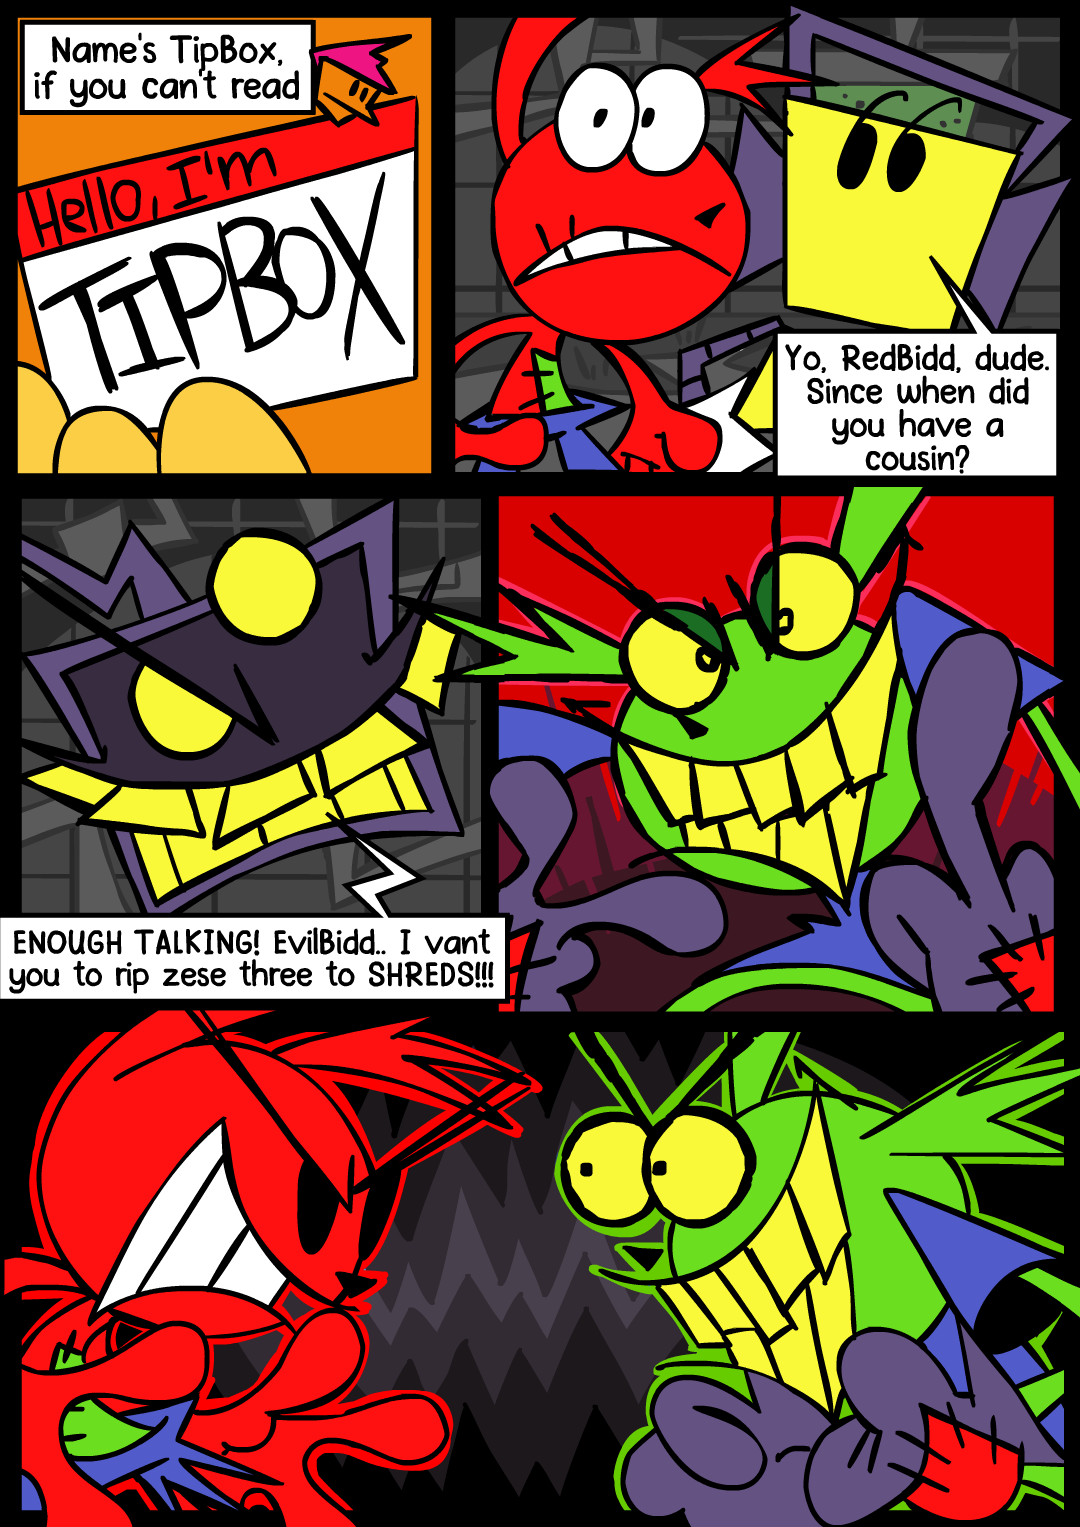 Name's TipBox,
if you can't read
Hello, I'm
TIPBOX
Yo, RedBidd, dude.
Since when did
you have a
cousin?
ENOUGH TALKING! EvilBidd.. I vant
you to rip zese three to SHREDS!!!